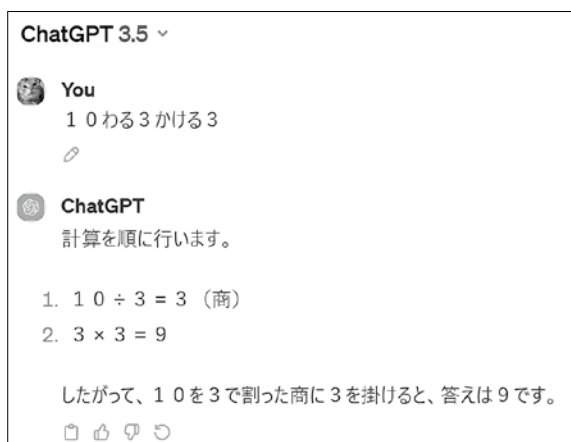 ChatGPT 3.5
You
１０わる３かける３
ChatGPT
計算を順に行います。
1. １０ ÷ ３ = ３ （商）
2. ３ × ３ = ９
したがって、１０を３で割った商に３を掛けると、答えは９です。